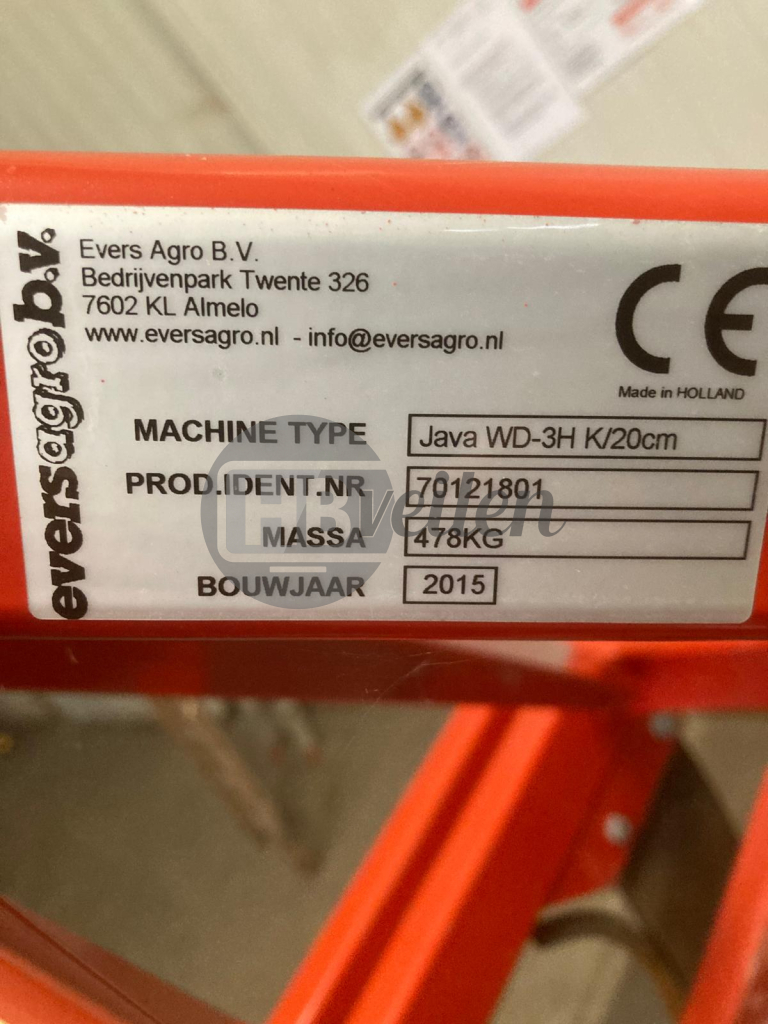 eversagro b.v.
Evers Agro B.V.
Bedrijvenpark Twente 326
7602 KL Almelo
www.eversagro.nl - info@eversagro.nl
CE
Made in HOLLAND
MACHINE TYPE Java WD-3H K/20cm
PROD.IDENT.NR 70121801
MASSA 478KG
BOUWJAAR 2015
HBveilen